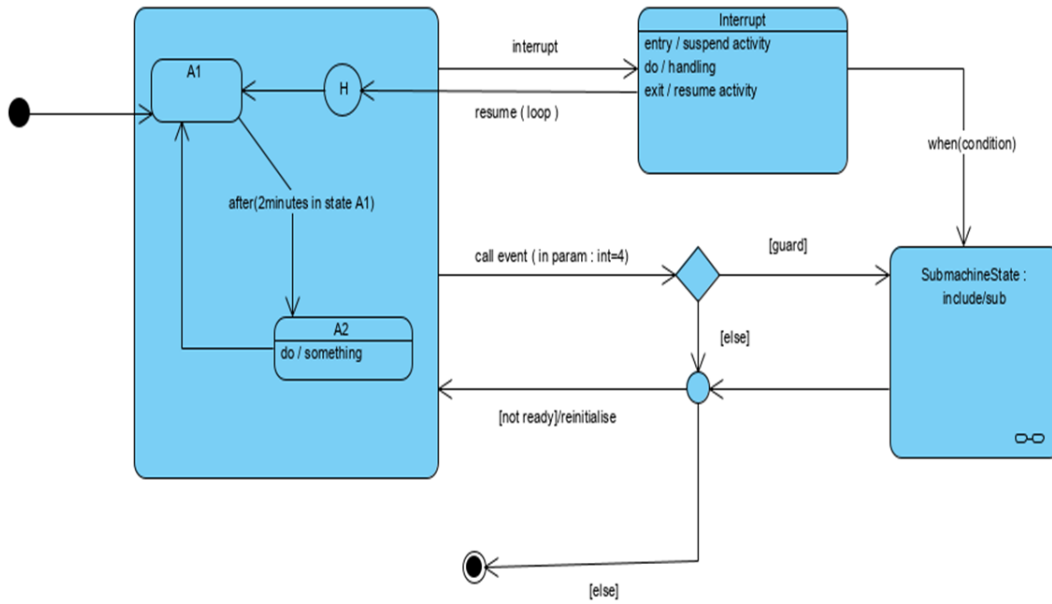 Interrupt
entry / suspend activity
do / handling
exit / resume activity
interrupt
A1
H
resume ( loop )
when(condition)
after(2minutes in state A1)
call event ( in param : int=4)
[guard]
SubmachineState :
include/sub
A2
do / something
[else]
[not ready]/reinitialise
[else]